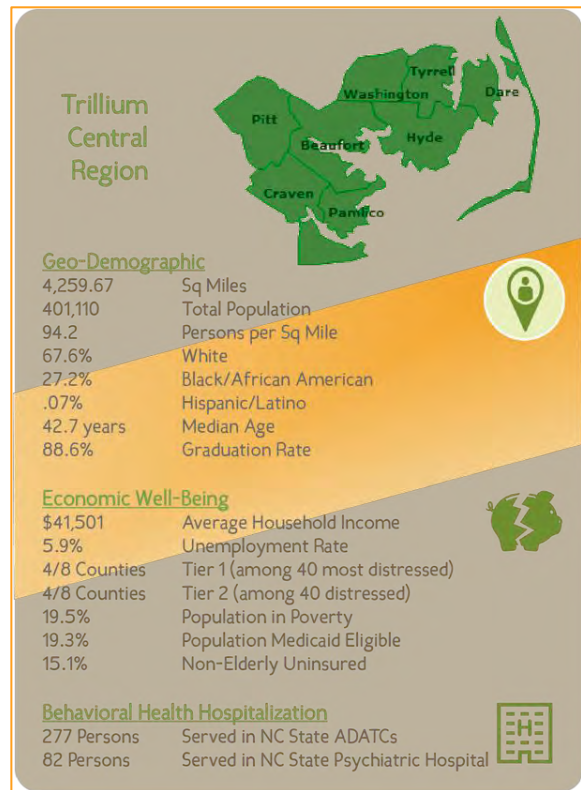 Trillium
Central
Region
Tyrrell
Washington
Dare
Pitt
Beaufort
Hyde
Craven
Pamlico
Geo-Demographic
4,259.67 Sq Miles
401,110 Total Population
94.2 Persons per Sq Mile
67.6% White
27.2% Black/African American
.07% Hispanic/Latino
42.7 years Median Age
88.6% Graduation Rate
Economic Well-Being
$41,501 Average Household Income
5.9% Unemployment Rate
4/8 Counties Tier 1 (among 40 most distressed)
4/8 Counties Tier 2 (among 40 distressed)
19.5% Population in Poverty
19.3% Population Medicaid Eligible
15.1% Non-Elderly Uninsured
Behavioral Health Hospitalization
277 Persons Served in NC State ADATCs
82 Persons Served in NC State Psychiatric Hospital
H